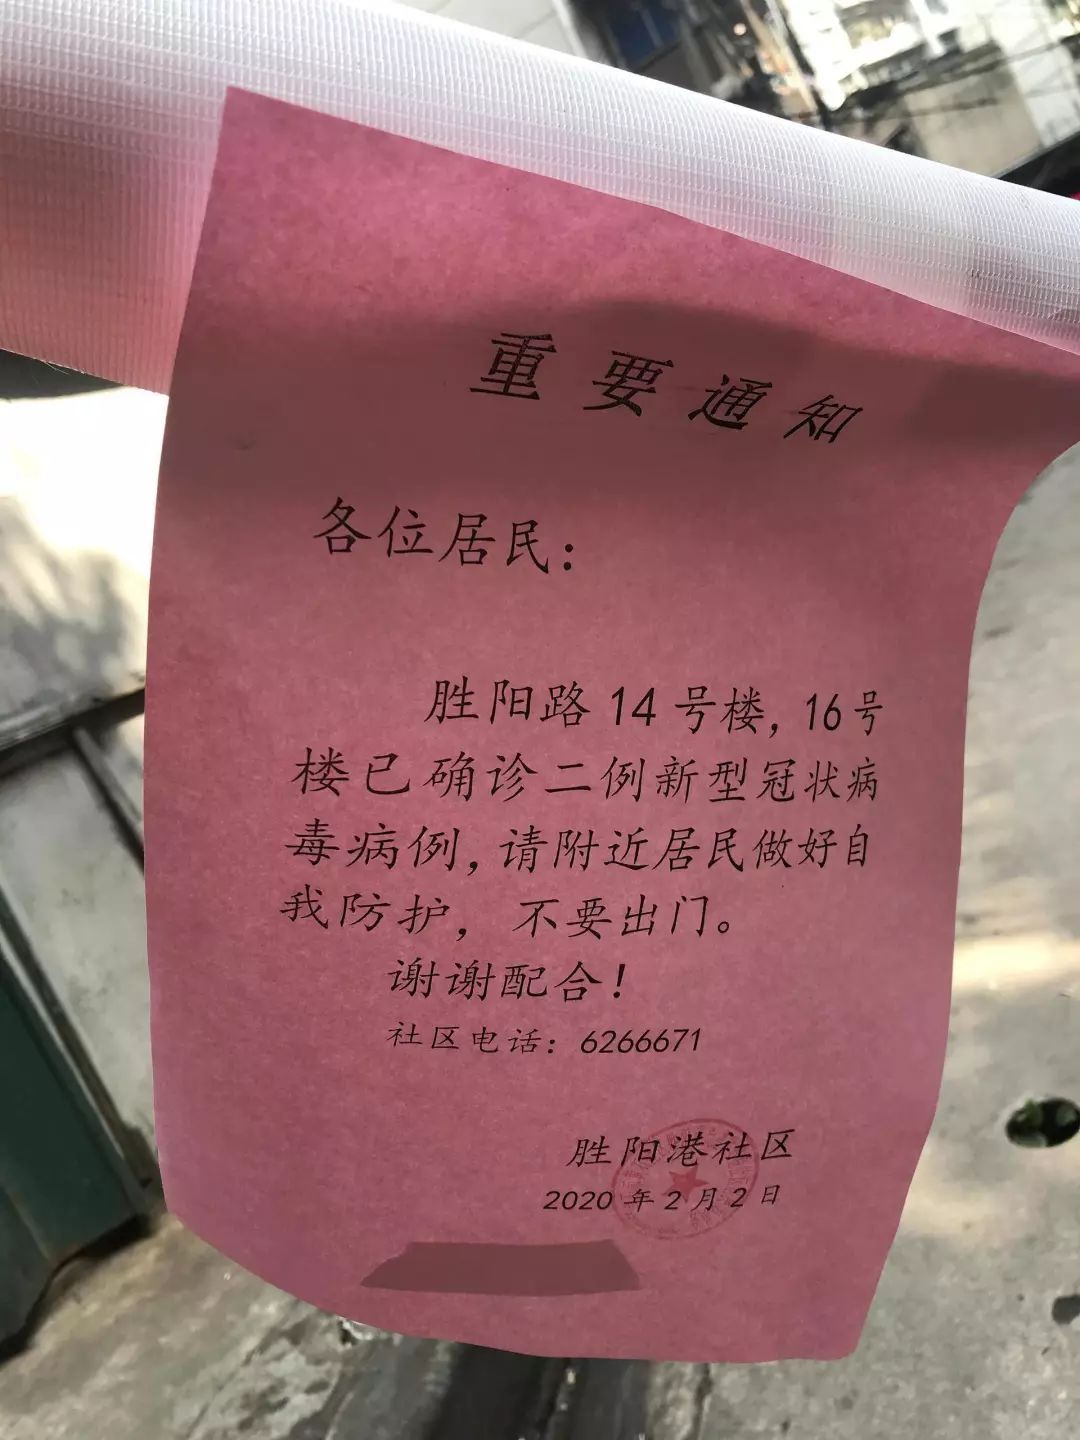 重要通知
各位居民：
胜阳路14号楼，16号
楼已确诊二例新型冠状病
毒病例，请附近居民做好自
我防护，不要出门。
谢谢配合！
社区电话：6266671
胜阳港社区
2020年2月2日